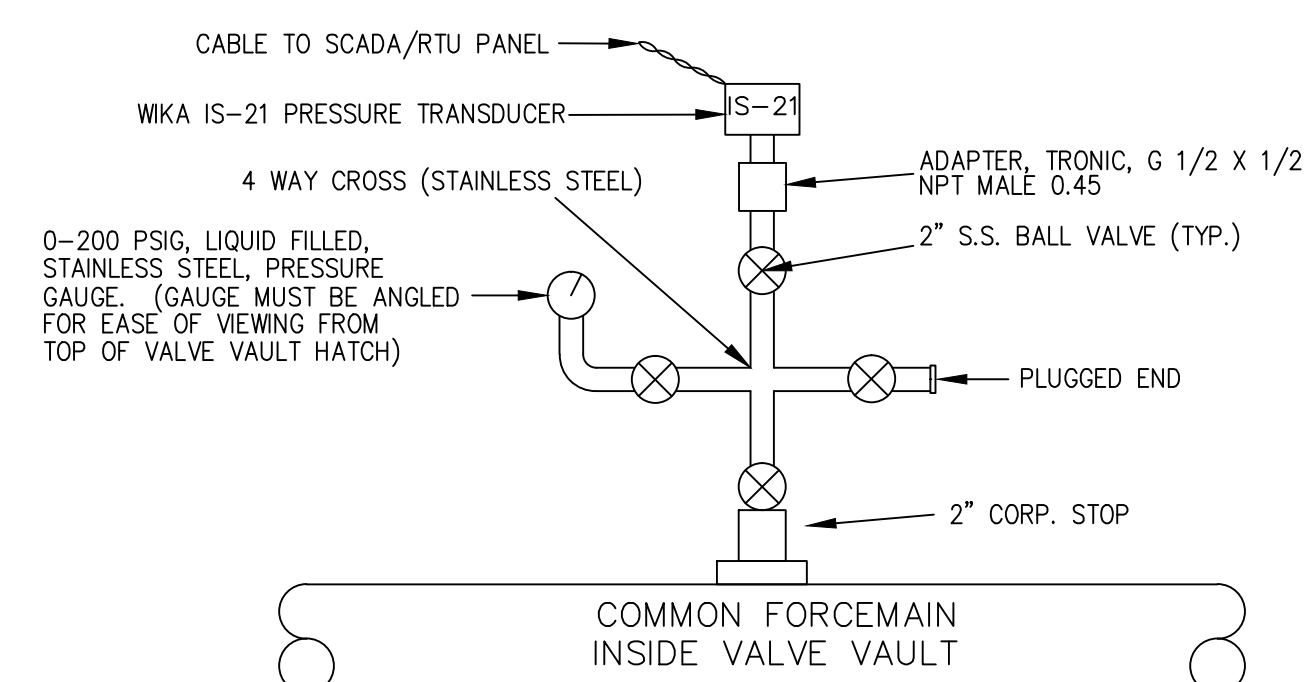 CABLE TO SCADA/RTU PANEL
IS-21
WIKA IS-21 PRESSURE TRANSDUCER
ADAPTER, TRONIC, G 1/2 X 1/2
NPT MALE 0.45
4 WAY CROSS (STAINLESS STEEL)
2" S.S. BALL VALVE (TYP.)
0-200 PSIG, LIQUID FILLED,
STAINLESS STEEL, PRESSURE
GAUGE. (GAUGE MUST BE ANGLED
FOR EASE OF VIEWING FROM
TOP OF VALVE VAULT HATCH)
PLUGGED END
2" CORP. STOP
COMMON FORCEMAIN
INSIDE VALVE VAULT